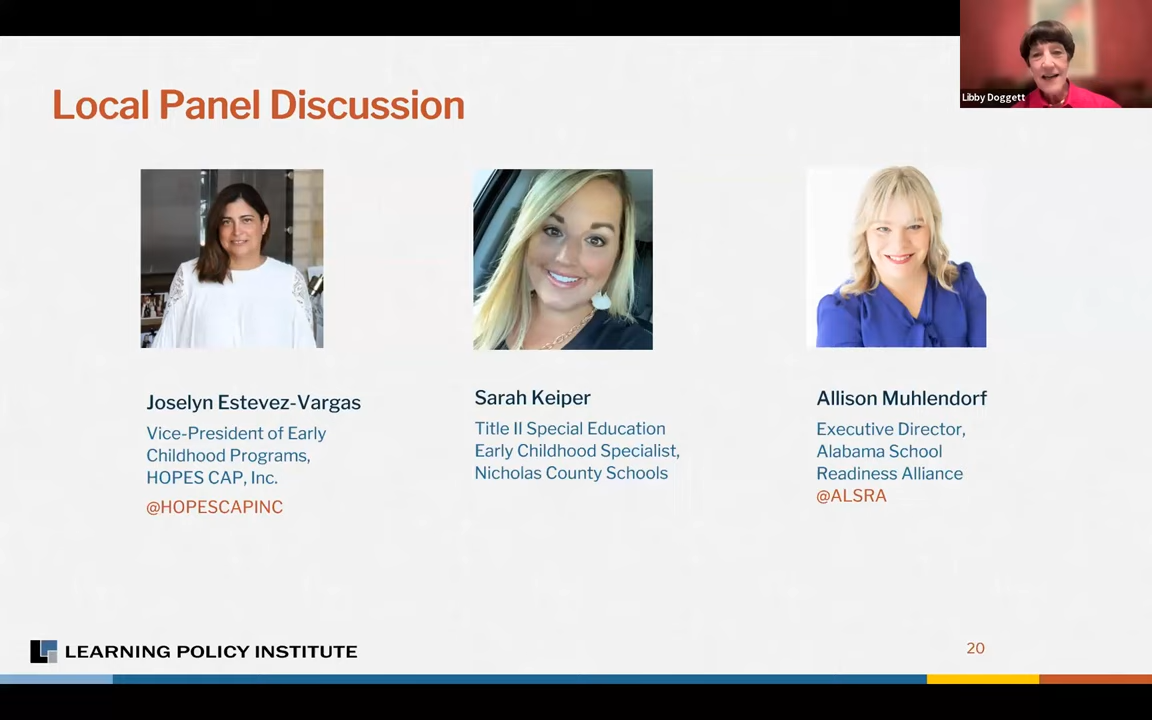 Libby Doggett
Local Panel Discussion
Joselyn Estevez-Vargas
Vice-President of Early
Childhood Programs,
HOPES CAP, Inc.
@HOPESCAPINC
Sarah Keiper
Title II Special Education
Early Childhood Specialist,
Nicholas County Schools
Allison Muhlendorf
Executive Director,
Alabama School
Readiness Alliance
@ALSRA
LEARNING POLICY INSTITUTE
20